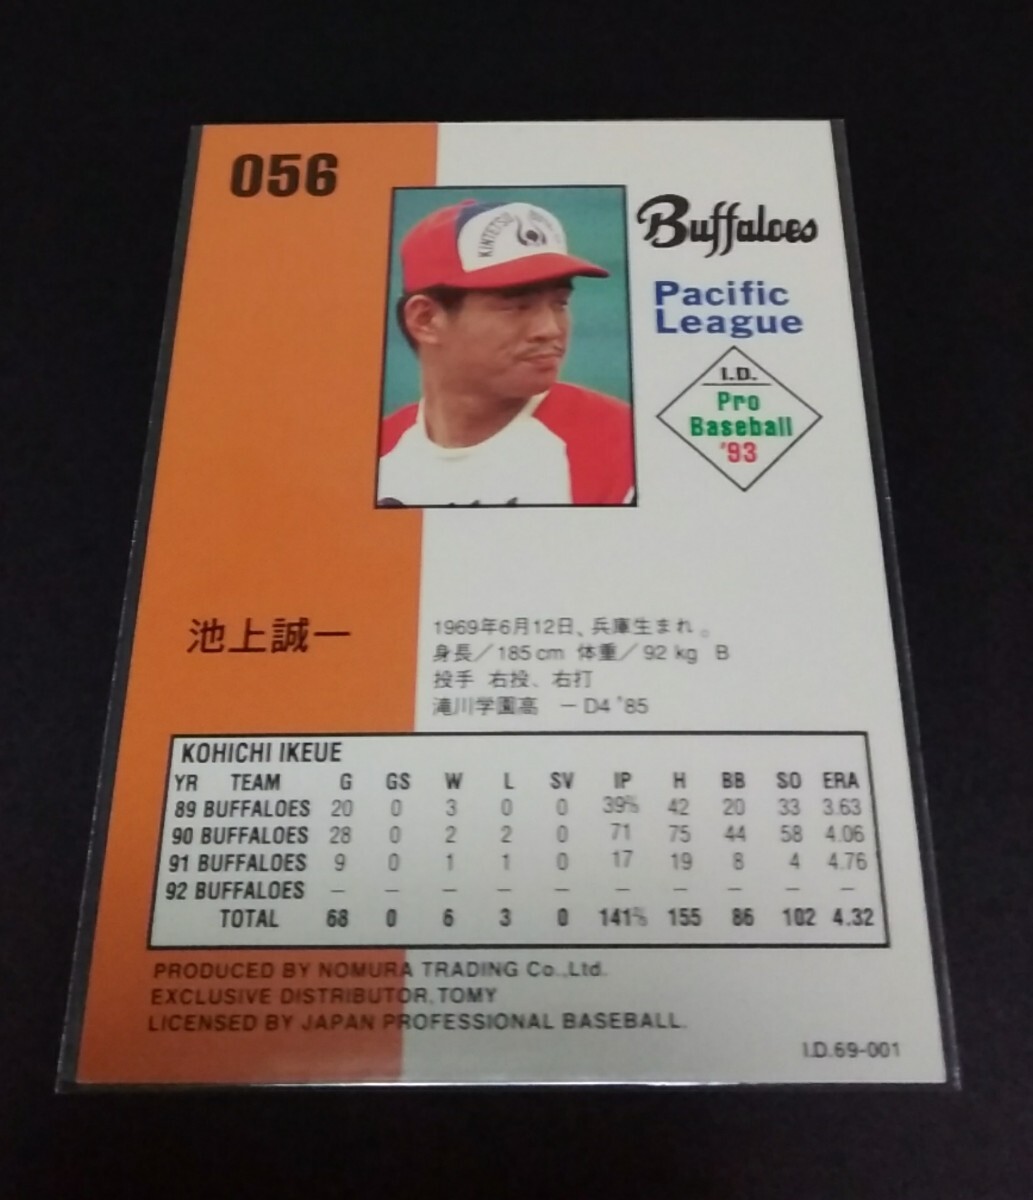 056
KINTETSU
Buffaloes
Pacific
League
I.D.
Pro
Baseball
'93
池上誠一
1969年6月12日、兵庫生まれ。
身長/185cm 体重/92kg B
投手 右投、右打
滝川学園高 －D4 '85
KOHICHI IKEUE
YR TEAM G GS W L SV IP H BB SO ERA
89 BUFFALOES 20 0 3 0 0 39⅔ 42 20 33 3.63
90 BUFFALOES 28 0 2 2 0 71 75 44 58 4.06
91 BUFFALOES 9 0 1 1 0 17 19 8 4 4.76
92 BUFFALOES － － － － － － － － － －
TOTAL 68 0 6 3 0 141⅔ 155 86 102 4.32
PRODUCED BY NOMURA TRADING Co.,Ltd.
EXCLUSIVE DISTRIBUTOR, TOMY
LICENSED BY JAPAN PROFESSIONAL BASEBALL.
I.D.69-001